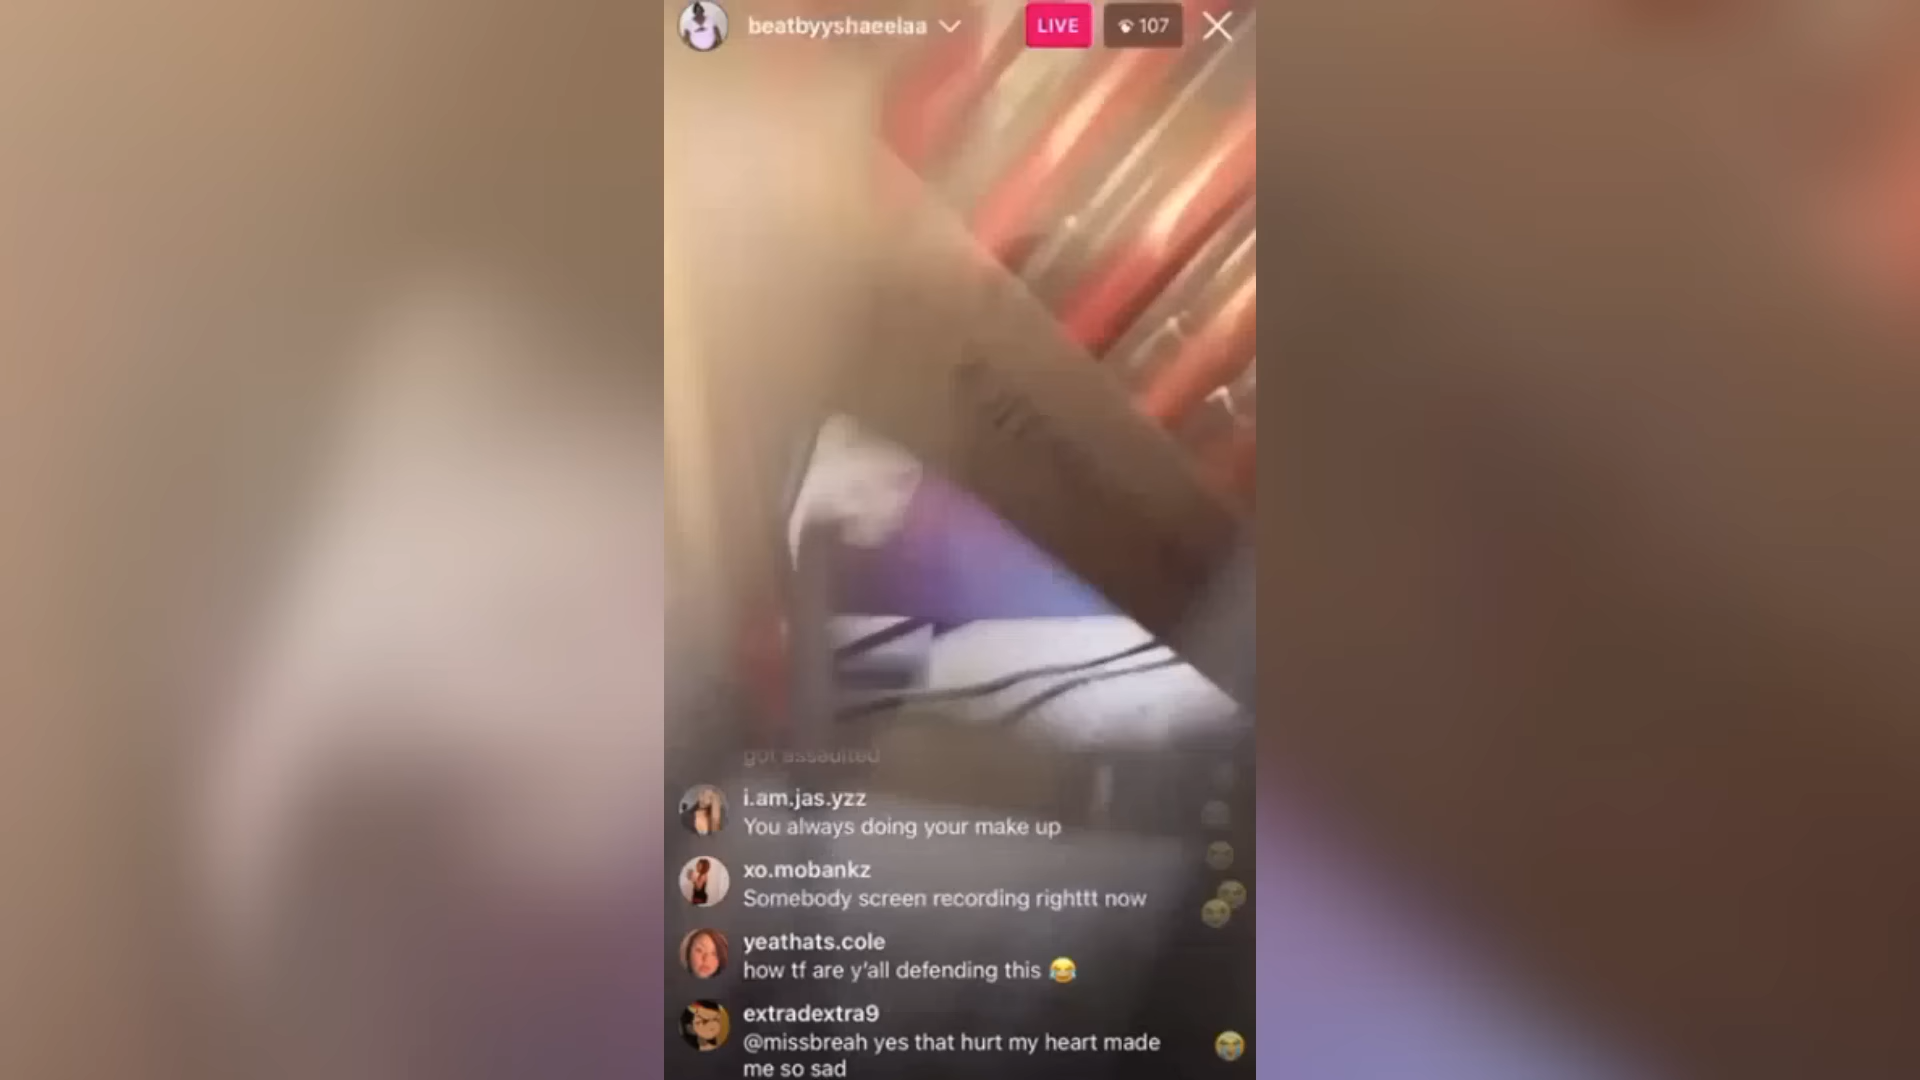 beatbyyshaeelaa
LIVE
107
got assaulted
i.am.jas.yzz
You always doing your make up
xo.mobankz
Somebody screen recording righttt now
yeathats.cole
how tf are y'all defending this 😂
extradextra9
@missbreah yes that hurt my heart made
me so sad